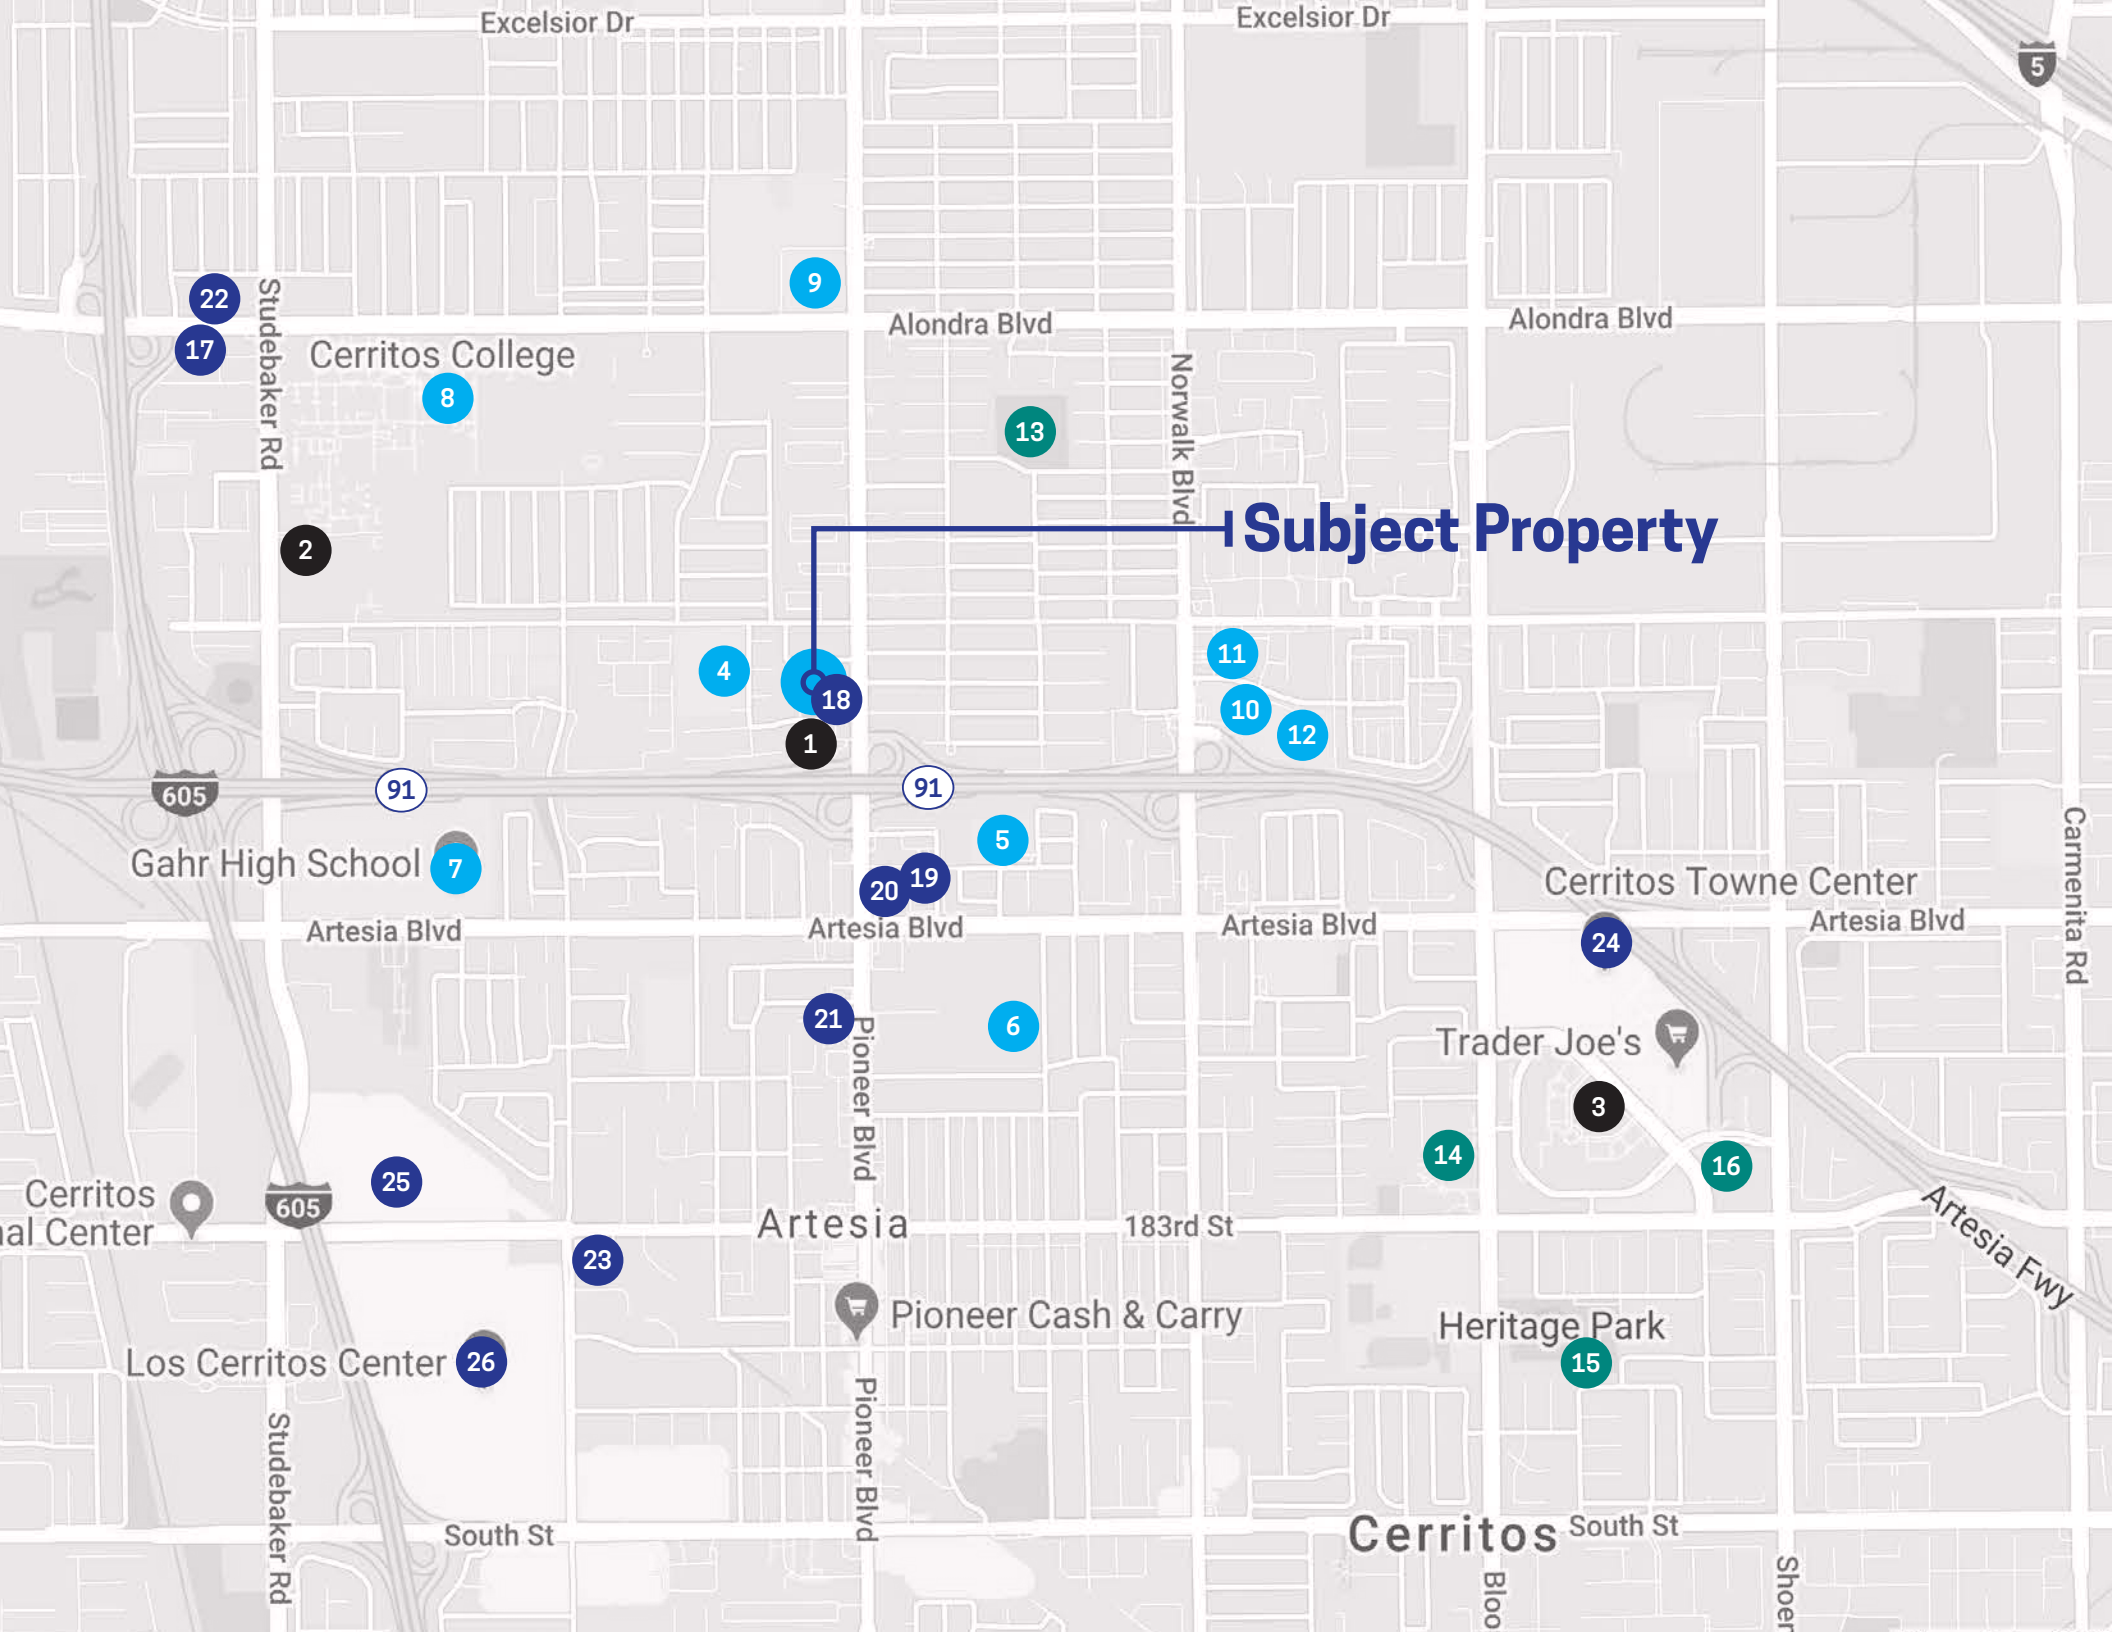 Excelsior Dr
Excelsior Dr
5
9
22
Studebaker Rd
Alondra Blvd
Alondra Blvd
17
Cerritos College
8
Norwalk Blvd
13
Subject Property
2
11
4
18
10
12
1
605
91
91
5
Carmenita Rd
Gahr High School
7
19
20
Cerritos Towne Center
Artesia Blvd
Artesia Blvd
Artesia Blvd
Artesia Blvd
24
21
Pioneer Blvd
6
Trader Joe's
3
14
16
25
Cerritos
al Center
605
Artesia
183rd St
Artesia Fwy
23
Pioneer Cash & Carry
Heritage Park
15
Los Cerritos Center
26
Studebaker Rd
Pioneer Blvd
South St
Cerritos
South St
Bloo
Shoer